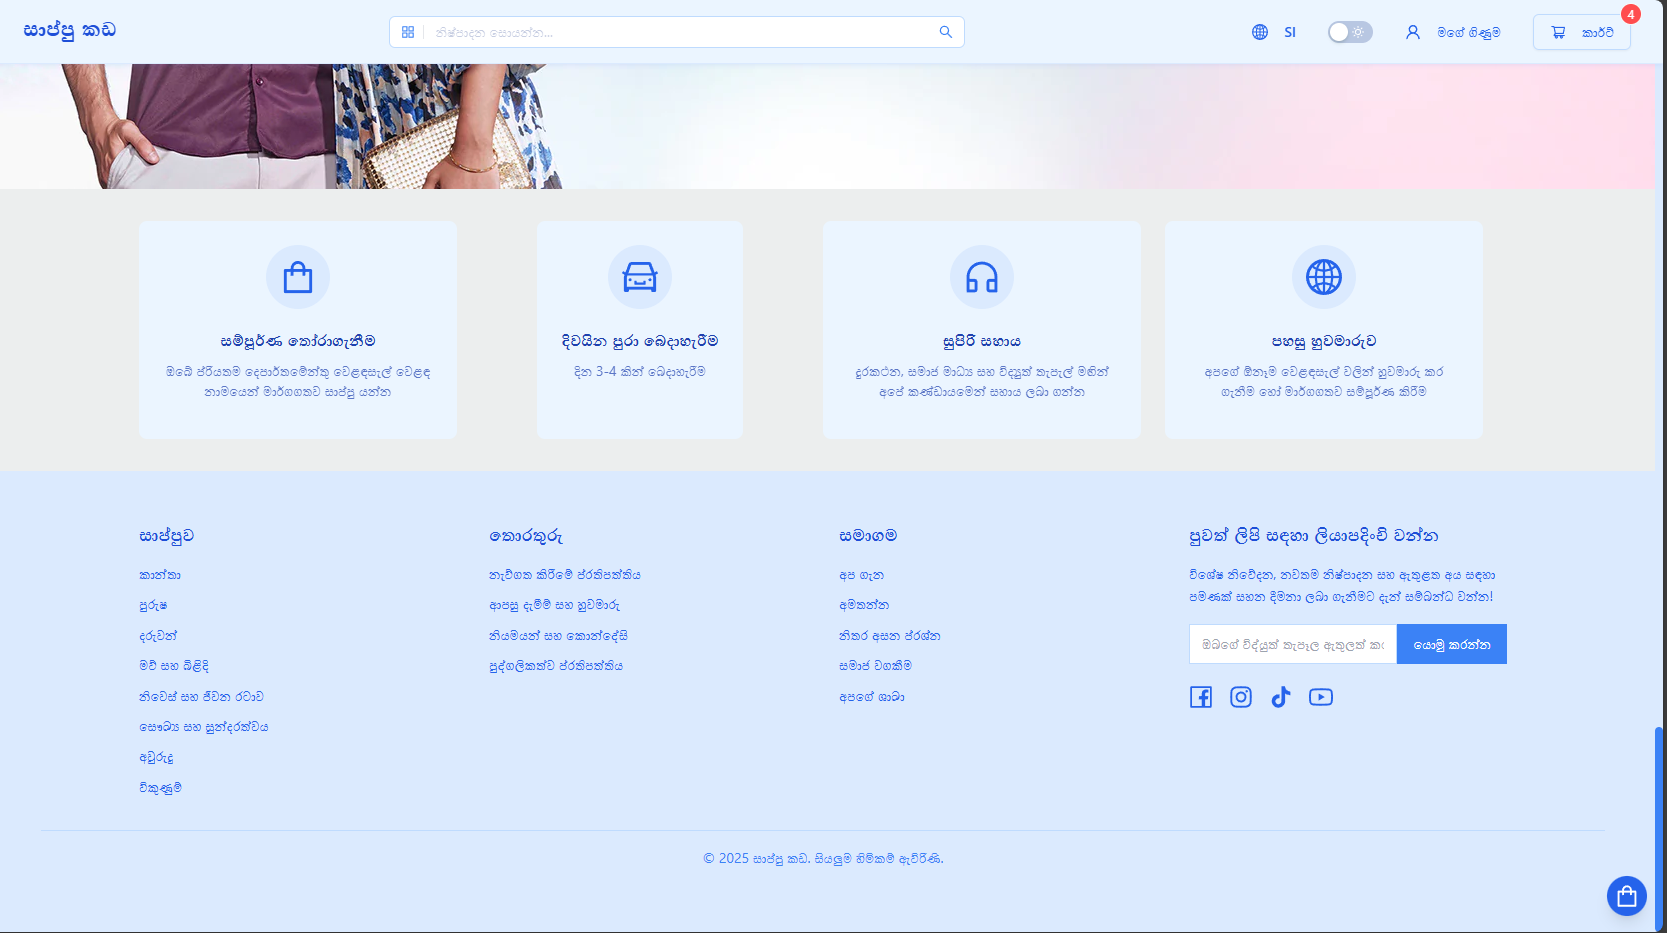 සාප්පු කඩ
නිෂ්පාදන සොයන්න...
SI
මගේ ගිණුම
කාර්ට්
4
සම්පූර්ණ තෝරාගැනීම
ඔබේ ප්රියතම දෙපාර්තමේන්තු වෙළඳසැල් වෙළඳ
නාමයෙන් මාර්ගගතව සාප්පු යන්න
දිවයින පුරා බෙදාහැරීම
දින 3-4 කින් බෙදාහැරීම
සුපිරි සහාය
දුරකථන, සමාජ මාධ්‍ය සහ විද්‍යුත් තැපැල් මඟින්
අපේ කණ්ඩායමෙන් සහාය ලබා ගන්න
පහසු හුවමාරුව
අපගේ ඕනෑම වෙළඳසැල් වලින් හුවමාරු කර
ගැනීම හෝ මාර්ගගතව සම්පූර්ණ කිරීම
සාප්පුව
කාන්තා
පුරුෂ
දරුවන්
මව් සහ බිළිදි
නිවෙස් සහ ජීවන රටාව
සෞඛ්‍ය සහ සුන්දරත්වය
අවුරුදු
විකුණුම්
තොරතුරු
නැව්ගත කිරීමේ ප්රතිපත්තිය
ආපසු දැමීම් සහ හුවමාරු
නියමයන් සහ කොන්දේසි
පුද්ගලිකත්ව ප්රතිපත්තිය
සමාගම
අප ගැන
අමතන්න
නිතර අසන ප්රශ්න
සමාජ වගකීම
අපගේ ශාඛා
පුවත් ලිපි සඳහා ලියාපදිංචි වන්න
විශේෂ නිවේදන, නවතම නිෂ්පාදන සහ ඇතුළත අය සඳහා
පමණක් සහන දීමනා ලබා ගැනීමට දැන් සම්බන්ධ වන්න!
ඔබගේ විද්යුත් තැපෑල ඇතුලත් කර
යොමු කරන්න
© 2025 සාප්පු කඩ. සියලුම හිමිකම් ඇවිරිණි.